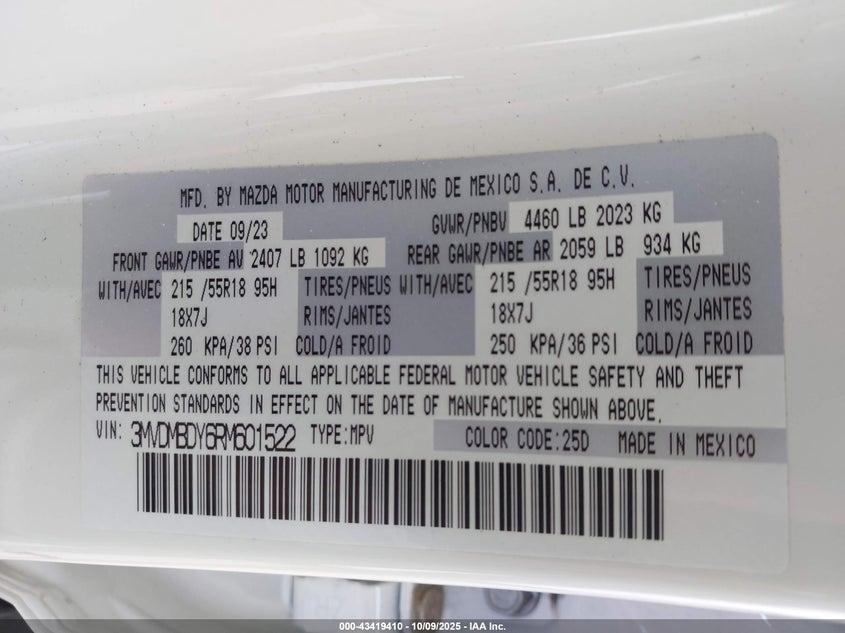 MFD. BY MAZDA MOTOR MANUFACTURING DE MEXICO S.A. DE C.V.
DATE 09/23 GVWR/PNBV 4460 LB 2023 KG
FRONT GAWR/PNBE AV 2407 LB 1092 KG REAR GAWR/PNBE AR 2059 LB 934 KG
WITH/AVEC 215 /55R18 95H TIRES/PNEUS WITH/AVEC 215 /55R18 95H TIRES/PNEUS
18X7J RIMS/JANTES 18X7J RIMS/JANTES
260 KPA/38 PSI COLD/A FROID 250 KPA/36 PSI COLD/A FROID
THIS VEHICLE CONFORMS TO ALL APPLICABLE FEDERAL MOTOR VEHICLE SAFETY AND THEFT
PREVENTION STANDARDS IN EFFECT ON THE DATE OF MANUFACTURE SHOWN ABOVE.
VIN: 3MVDMBDY6RM601522 TYPE:MPV COLOR CODE:25D MADE IN MEXICO
000-43419410 - 10/09/2025 - IAA Inc.